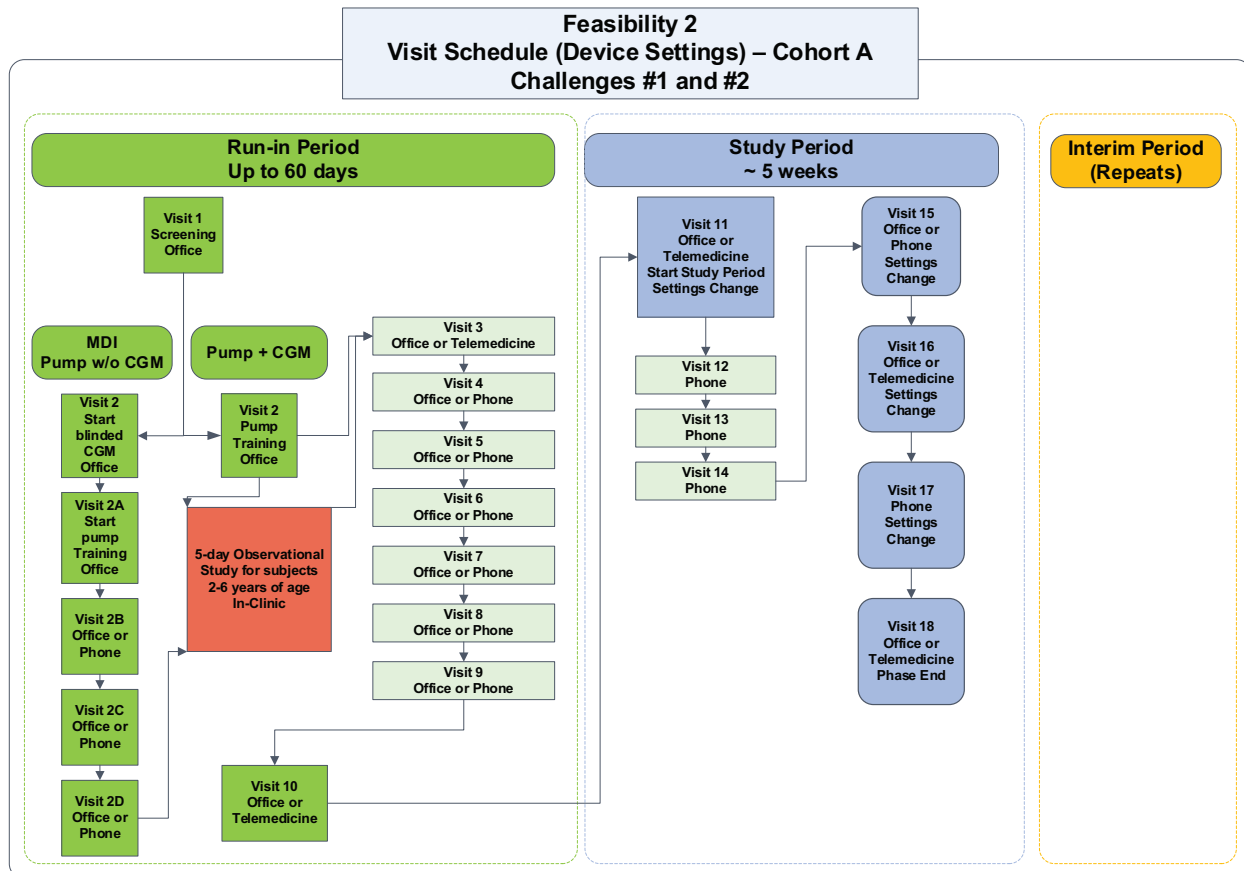 Feasibility 2
Visit Schedule (Device Settings) – Cohort A
Challenges #1 and #2
Run-in Period
Up to 60 days
Visit 1
Screening
Office
MDI
Pump w/o CGM
Pump + CGM
Visit 2
Start
blinded
CGM
Office
Visit 2
Pump
Training
Office
Visit 2A
Start
pump
Training
Office
5-day Observational
Study for subjects
2-6 years of age
In-Clinic
Visit 2B
Office or
Phone
Visit 2C
Office or
Phone
Visit 2D
Office or
Phone
Visit 3
Office or Telemedicine
Visit 4
Office or Phone
Visit 5
Office or Phone
Visit 6
Office or Phone
Visit 7
Office or Phone
Visit 8
Office or Phone
Visit 9
Office or Phone
Visit 10
Office or
Telemedicine
Study Period
~ 5 weeks
Visit 11
Office or
Telemedicine
Start Study Period
Settings Change
Visit 12
Phone
Visit 13
Phone
Visit 14
Phone
Visit 15
Office or
Phone
Settings
Change
Visit 16
Office or
Telemedicine
Settings
Change
Visit 17
Phone
Settings
Change
Visit 18
Office or
Telemedicine
Phase End
Interim Period
(Repeats)